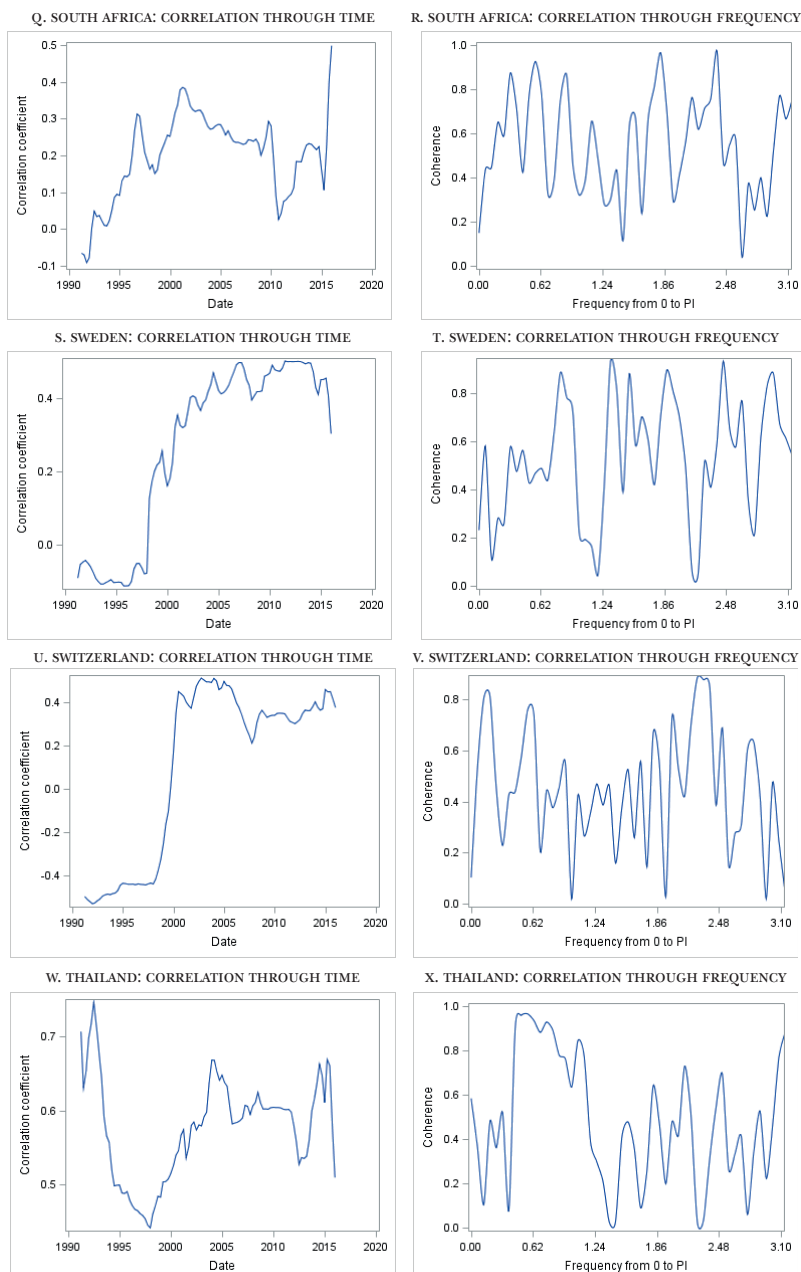 Q. SOUTH AFRICA: CORRELATION THROUGH TIME
Correlation coefficient
0.5
0.4
0.3
0.2
0.1
0.0
-0.1
1990 1995 2000 2005 2010 2015 2020
Date
R. SOUTH AFRICA: CORRELATION THROUGH FREQUENCY
Coherence
1.0
0.8
0.6
0.4
0.2
0.0
0.00 0.62 1.24 1.86 2.48 3.10
Frequency from 0 to PI
S. SWEDEN: CORRELATION THROUGH TIME
Correlation coefficient
0.4
0.2
0.0
1990 1995 2000 2005 2010 2015 2020
Date
T. SWEDEN: CORRELATION THROUGH FREQUENCY
Coherence
0.8
0.6
0.4
0.2
0.0
0.00 0.62 1.24 1.86 2.48 3.10
Frequency from 0 to PI
U. SWITZERLAND: CORRELATION THROUGH TIME
Correlation coefficient
0.4
0.2
0.0
-0.2
-0.4
1990 1995 2000 2005 2010 2015 2020
Date
V. SWITZERLAND: CORRELATION THROUGH FREQUENCY
Coherence
0.8
0.6
0.4
0.2
0.0
0.00 0.62 1.24 1.86 2.48 3.10
Frequency from 0 to PI
W. THAILAND: CORRELATION THROUGH TIME
Correlation coefficient
0.7
0.6
0.5
1990 1995 2000 2005 2010 2015 2020
Date
X. THAILAND: CORRELATION THROUGH FREQUENCY
Coherence
1.0
0.8
0.6
0.4
0.2
0.0
0.00 0.62 1.24 1.86 2.48 3.10
Frequency from 0 to PI